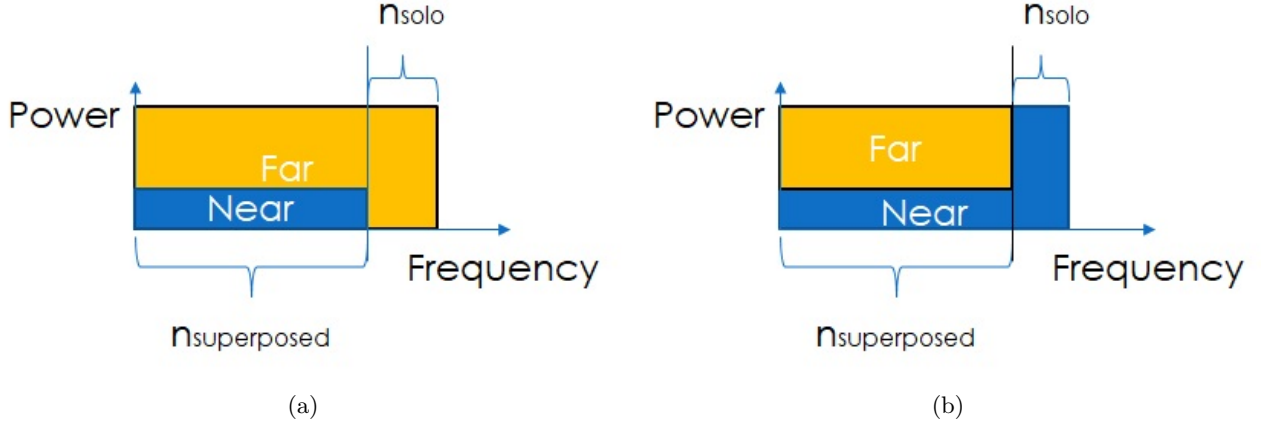 nsolo
Power
Far
Near
Frequency
nsuperposed
(a)
nsolo
Power
Far
Near
Frequency
nsuperposed
(b)